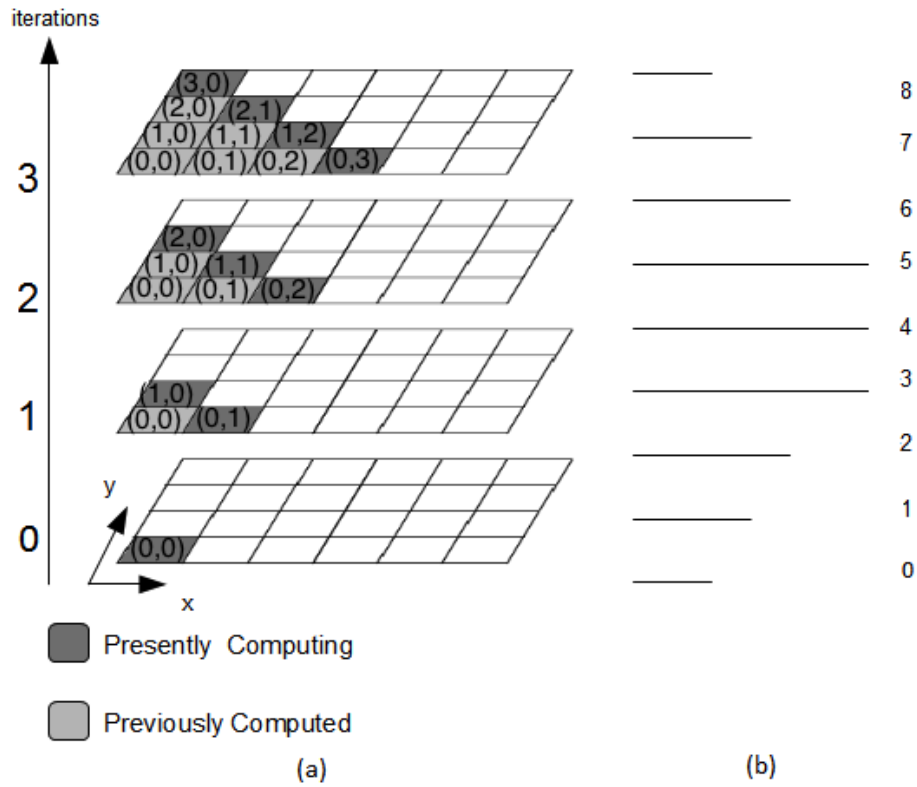 iterations
(3,0)
8
(2,0) (2,1)
(1,0) (1,1) (1,2)
7
(0,0) (0,1) (0,2) (0,3)
3
6
(2,0)
(1,0) (1,1)
5
(0,0) (0,1) (0,2)
2
4
(1,0)
3
(0,0) (0,1)
1
2
y
1
0
(0,0)
0
x
Presently Computing
Previously Computed
(a)
(b)